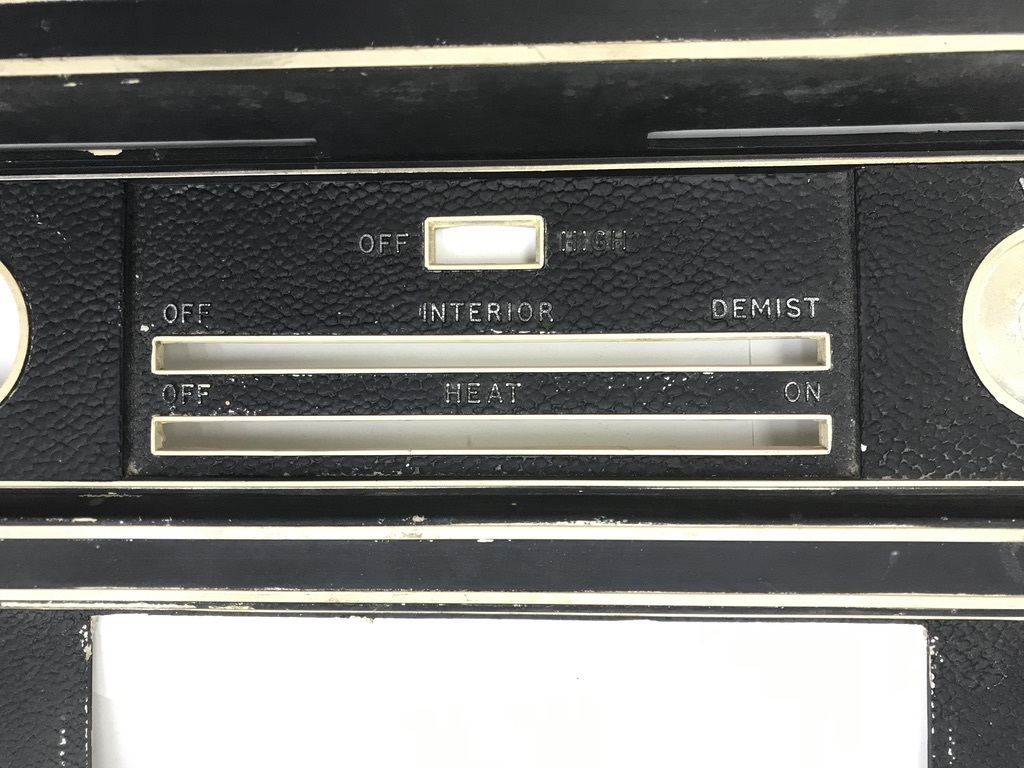 OFF HIGH
OFF INTERIOR DEMIST
OFF HEAT ON